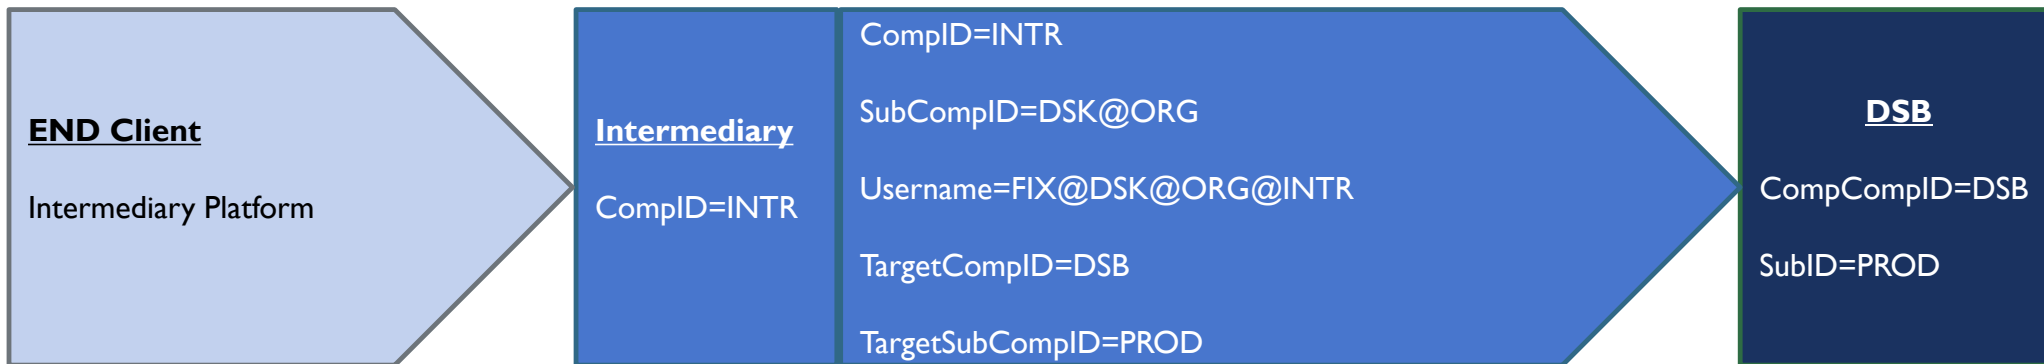 END Client
Intermediary Platform
Intermediary
CompID=INTR
CompID=INTR
SubCompID=DSK@ORG
Username=FIX@DSK@ORG@INTR
TargetCompID=DSB
TargetSubCompID=PROD
DSB
CompCompID=DSB
SubID=PROD